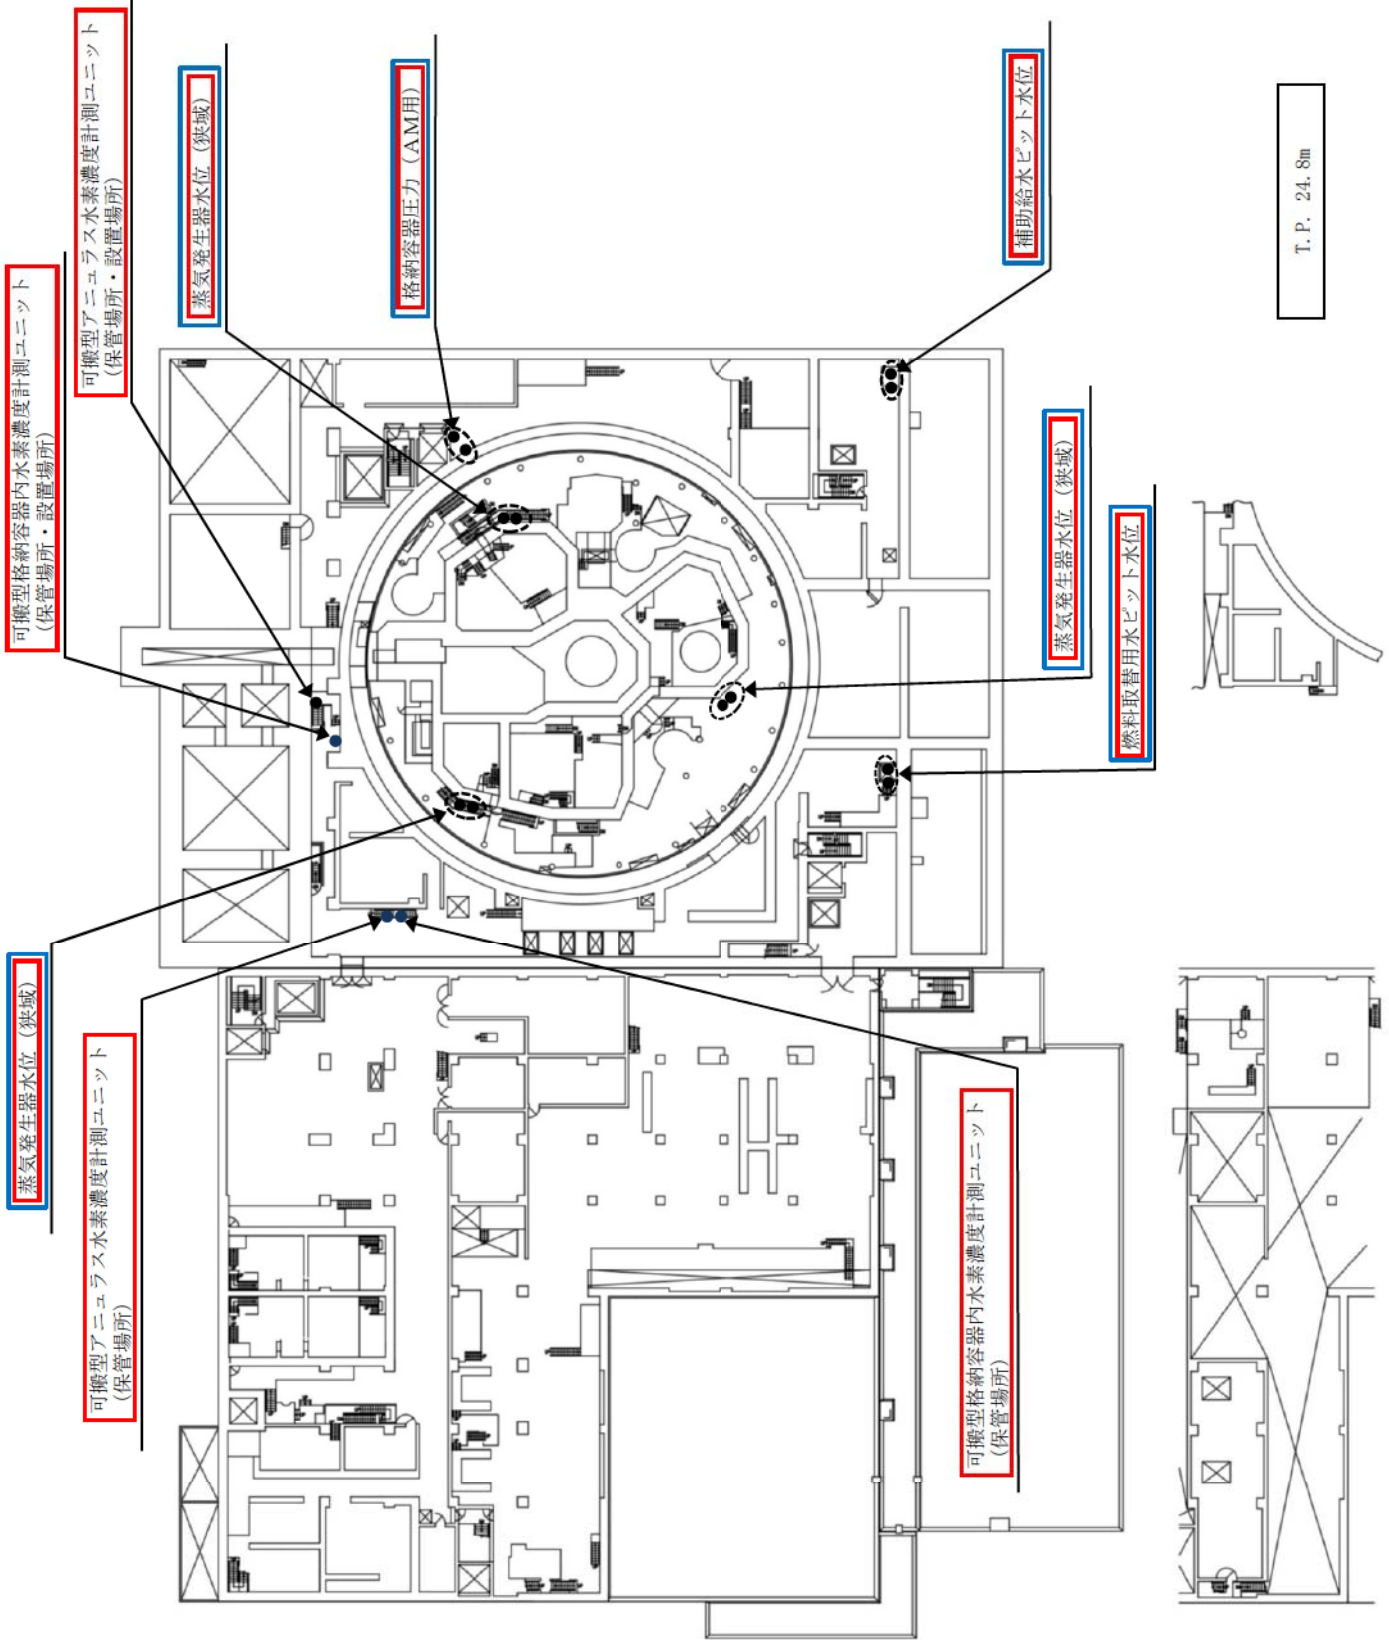 可搬型格納容器内水素濃度計測ユニット
(保管場所・設置場所)
可搬型アニュラス水素濃度計測ユニット
(保管場所・設置場所)
蒸気発生器水位 (狭域)
格納容器圧力 (AM用)
補助給水ピット水位
蒸気発生器水位 (狭域)
燃料取替用水ピット水位
蒸気発生器水位 (狭域)
可搬型アニュラス水素濃度計測ユニット
(保管場所)
可搬型格納容器内水素濃度計測ユニット
(保管場所)
T.P. 24.8m